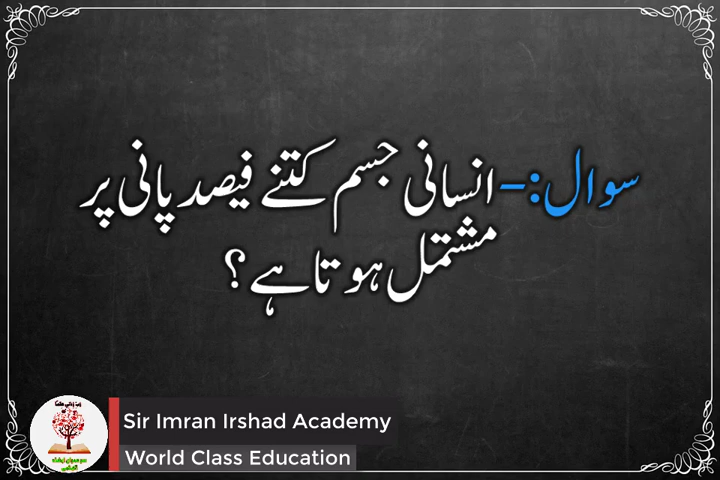 سوال:- انسانی جسم کتنے فیصد پانی پر
مشتمل ہوتا ہے؟
Sir Imran Irshad Academy
World Class Education